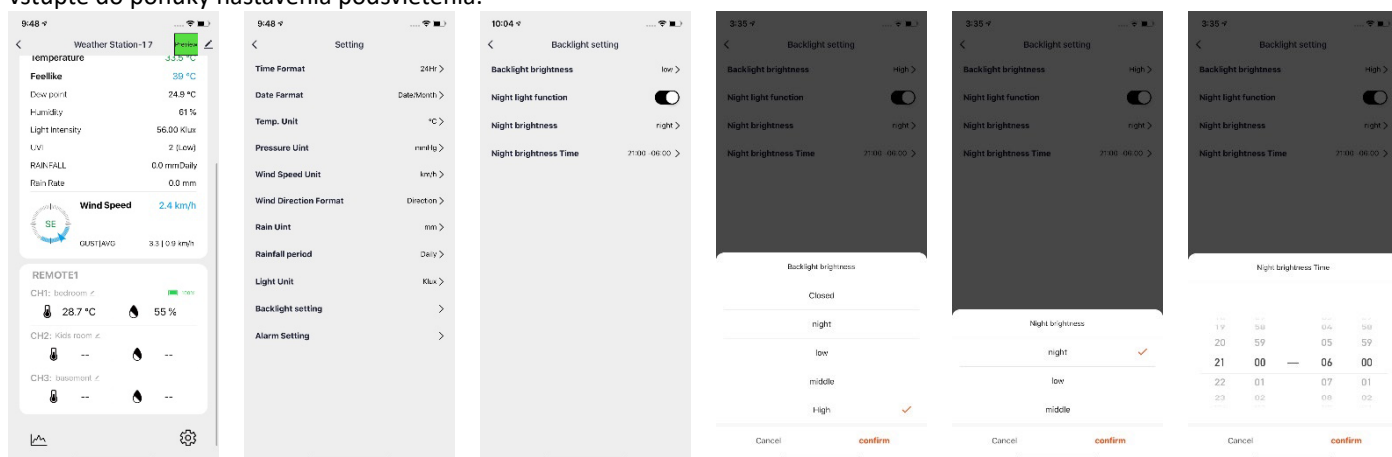 vstúpte do ponuky nastavenia podsvietenia.
9:48
Weather Station-17
Preview
Temperature 33.5 °C
Feellike 39 °C
Dew point 24.9 °C
Humidity 61 %
Light Intensity 56.00 Klux
UVI 2 (Low)
RAINFALL 0.0 mmDaily
Rain Rate 0.0 mm
Wind Speed 2.4 km/h
SE
GUST|AVG 3.3 | 0.9 km/h
REMOTE1
CH1: bedroom
28.7 °C 55 %
CH2: Kids room
-- --
CH3: basement
-- --
9:48
Setting
Time Format 24Hr >
Date Farmat Date/Month >
Temp. Unit °C >
Pressure Uint mmHg >
Wind Speed Unit km/h >
Wind Direction Format Direction >
Rain Uint mm >
Rainfall period Daily >
Light Unit Klux >
Backlight setting >
Alarm Setting >
10:04
Backlight setting
Backlight brightness low >
Night light function
Night brightness night >
Night brightness Time 21:00 -06:00 >
3:35
Backlight setting
Backlight brightness High >
Night light function
Night brightness night >
Night brightness Time 21:00 -06:00 >
Backlight brightness
Closed
night
low
middle
High
Cancel confirm
3:35
Backlight setting
Backlight brightness High >
Night light function
Night brightness night >
Night brightness Time 21:00 -06:00 >
Night brightness
night
low
middle
Cancel confirm
3:35
Backlight setting
Backlight brightness High >
Night light function
Night brightness night >
Night brightness Time 21:00 -06:00 >
Night brightness Time
19 58 04 58
20 59 05 59
21 00 — 06 00
22 01 07 01
23 02 08 02
Cancel confirm